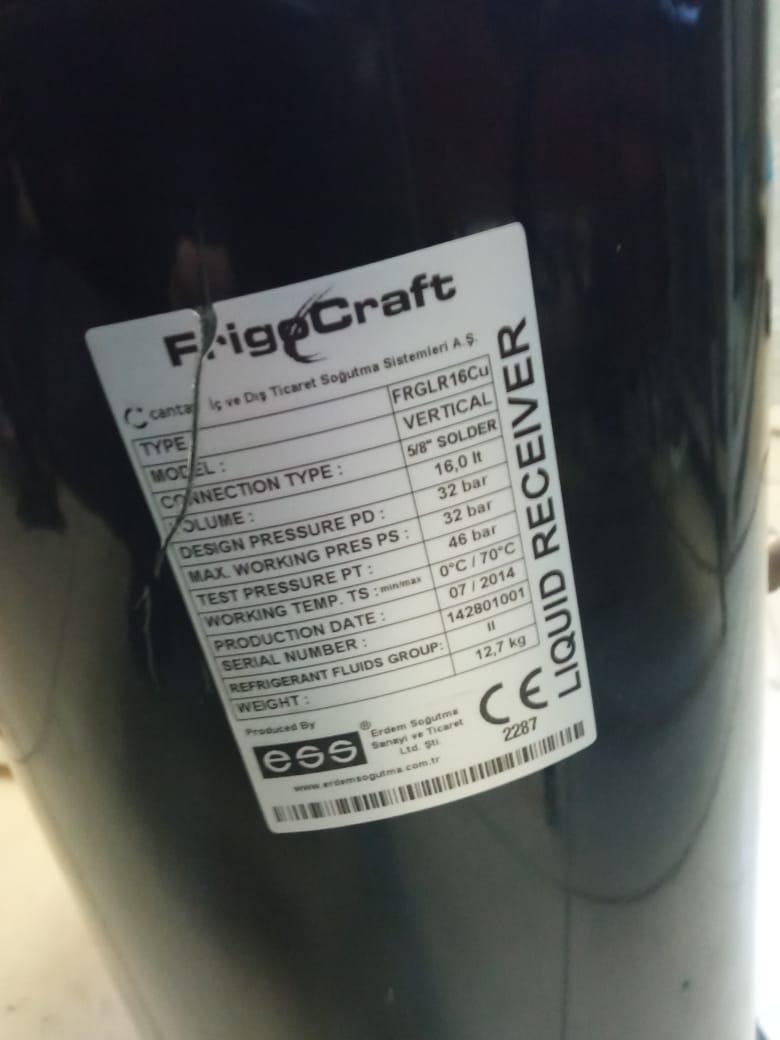 FrigoCraft
cantaş İç ve Dış Ticaret Soğutma Sistemleri A.Ş.
TYPE FRGLR16Cu
MODEL : VERTICAL
CONNECTION TYPE : 5/8" SOLDER
VOLUME : 16,0 lt
DESIGN PRESSURE PD : 32 bar
MAX. WORKING PRES PS : 32 bar
TEST PRESSURE PT : 46 bar
WORKING TEMP. TS : min/max 0°C / 70°C
PRODUCTION DATE : 07 / 2014
SERIAL NUMBER : 142801001
REFRIGERANT FLUIDS GROUP: II
WEIGHT : 12,7 kg
LIQUID RECEIVER
Produced By
ess®
Erdem Soğutma
Sanayi ve Ticaret
Ltd. Şti.
www.erdemsogutma.com.tr
CE
2287